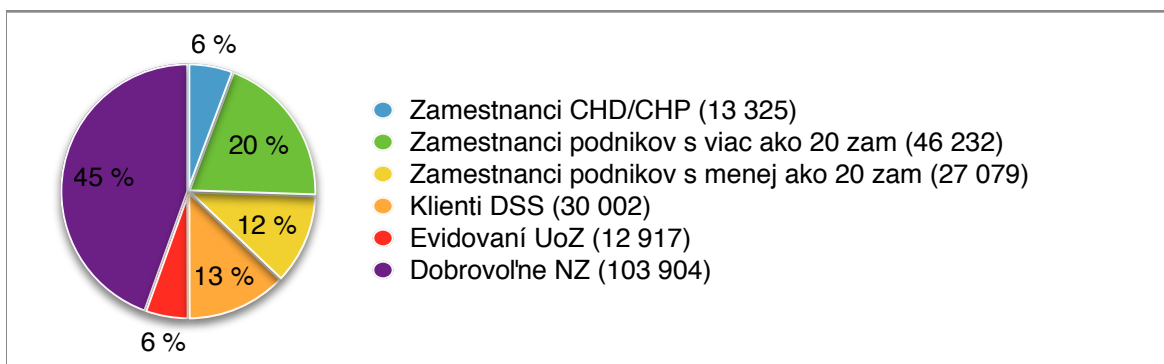 6 %
20 %
45 %
12 %
13 %
6 %
Zamestnanci CHD/CHP (13 325)
Zamestnanci podnikov s viac ako 20 zam (46 232)
Zamestnanci podnikov s menej ako 20 zam (27 079)
Klienti DSS (30 002)
Evidovaní UoZ (12 917)
Dobrovoľne NZ (103 904)